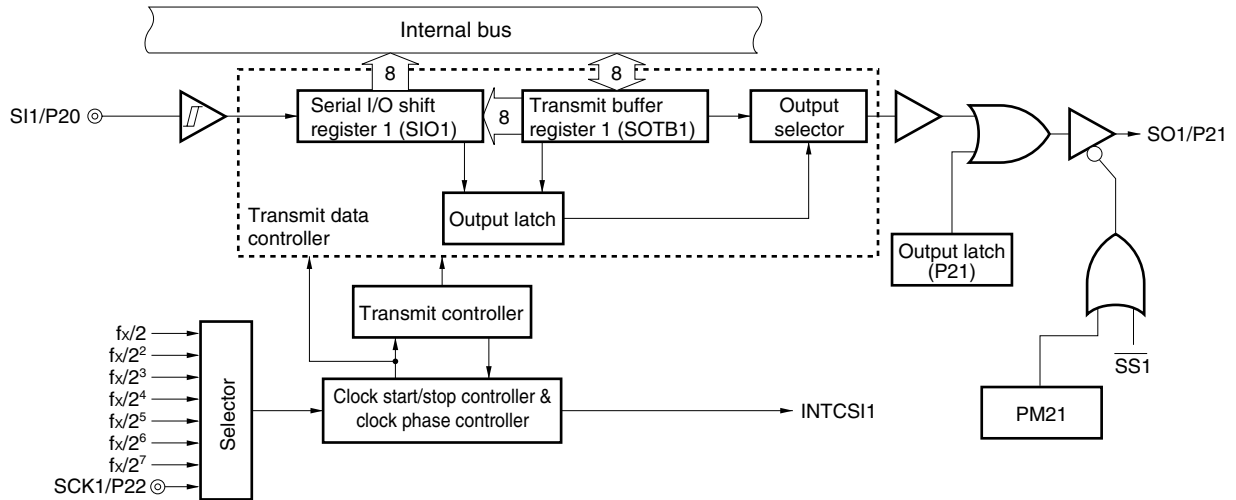 Internal bus
8
8
SI1/P20
Serial I/O shift
register 1 (SIO1)
8
Transmit buffer
register 1 (SOTB1)
Output
selector
SO1/P21
Transmit data
controller
Output latch
Output latch
(P21)
Transmit controller
fx/2
fx/2²
fx/2³
fx/2⁴
fx/2⁵
fx/2⁶
fx/2⁷
SCK1/P22
Selector
Clock start/stop controller &
clock phase controller
INTCSI1
PM21
S̅S̅1̅